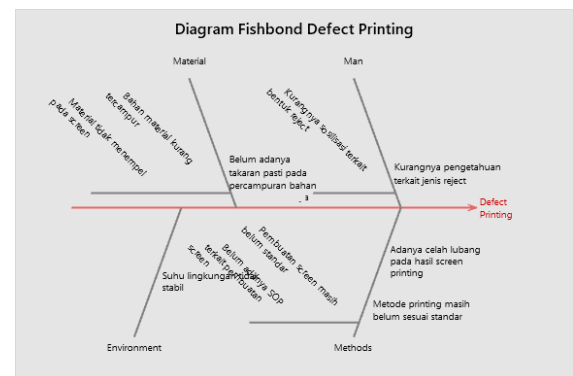 Diagram Fishbond Defect Printing
Material
Man
Material tidak menempel
pada screen
Bahan material kurang
tercampur
Belum adanya
takaran pasti pada
percampuran bahan
Kurangnya sosilisasi terkait
bentuk reject
Kurangnya pengetahuan
terkait jenis reject
Defect
Printing
Suhu lingkungan tidak
stabil
Belum adanya SOP
terkait pembuatan
screen
Pembuatan screen masih
belum standar
Adanya celah lubang
pada hasil screen
printing
Metode printing masih
belum sesuai standar
Environment
Methods